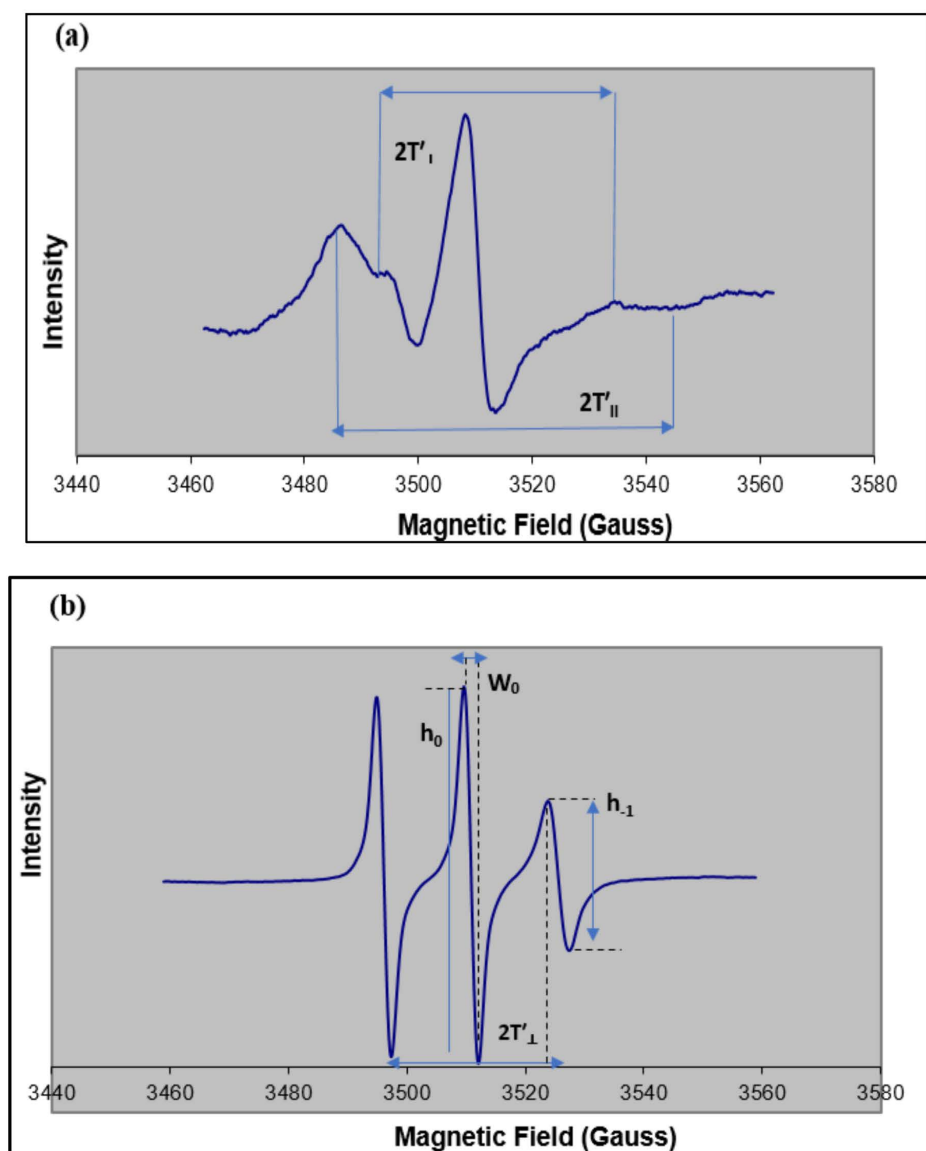 (a)
2T′⊥
2T′||
Intensity
3440 3460 3480 3500 3520 3540 3560 3580
Magnetic Field (Gauss)
(b)
W₀
h₀
h₋₁
2T′⊥
Intensity
3440 3460 3480 3500 3520 3540 3560 3580
Magnetic Field (Gauss)